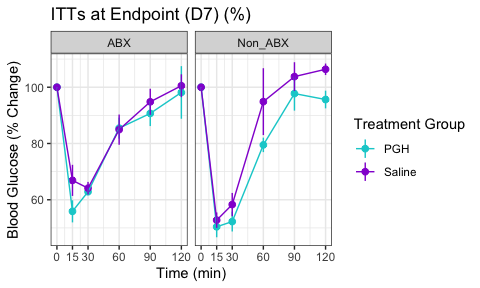 ITTs at Endpoint (D7) (%)
ABX
Non_ABX
Blood Glucose (% Change)
100
80
60
0 15 30 60 90 120
0 15 30 60 90 120
Time (min)
Treatment Group
PGH
Saline